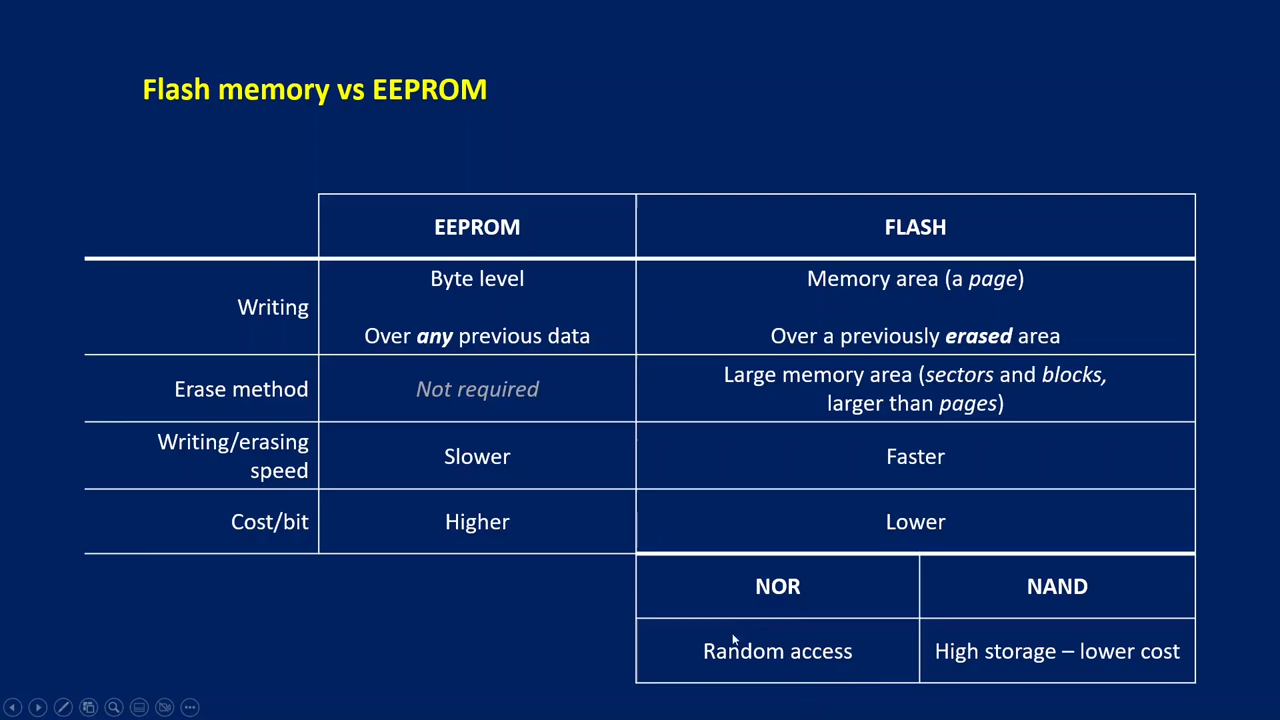 Flash memory vs EEPROM
EEPROM
FLASH
Writing
Byte level
Over any previous data
Memory area (a page)
Over a previously erased area
Erase method
Not required
Large memory area (sectors and blocks,
larger than pages)
Writing/erasing
speed
Slower
Faster
Cost/bit
Higher
Lower
NOR
NAND
Random access
High storage – lower cost